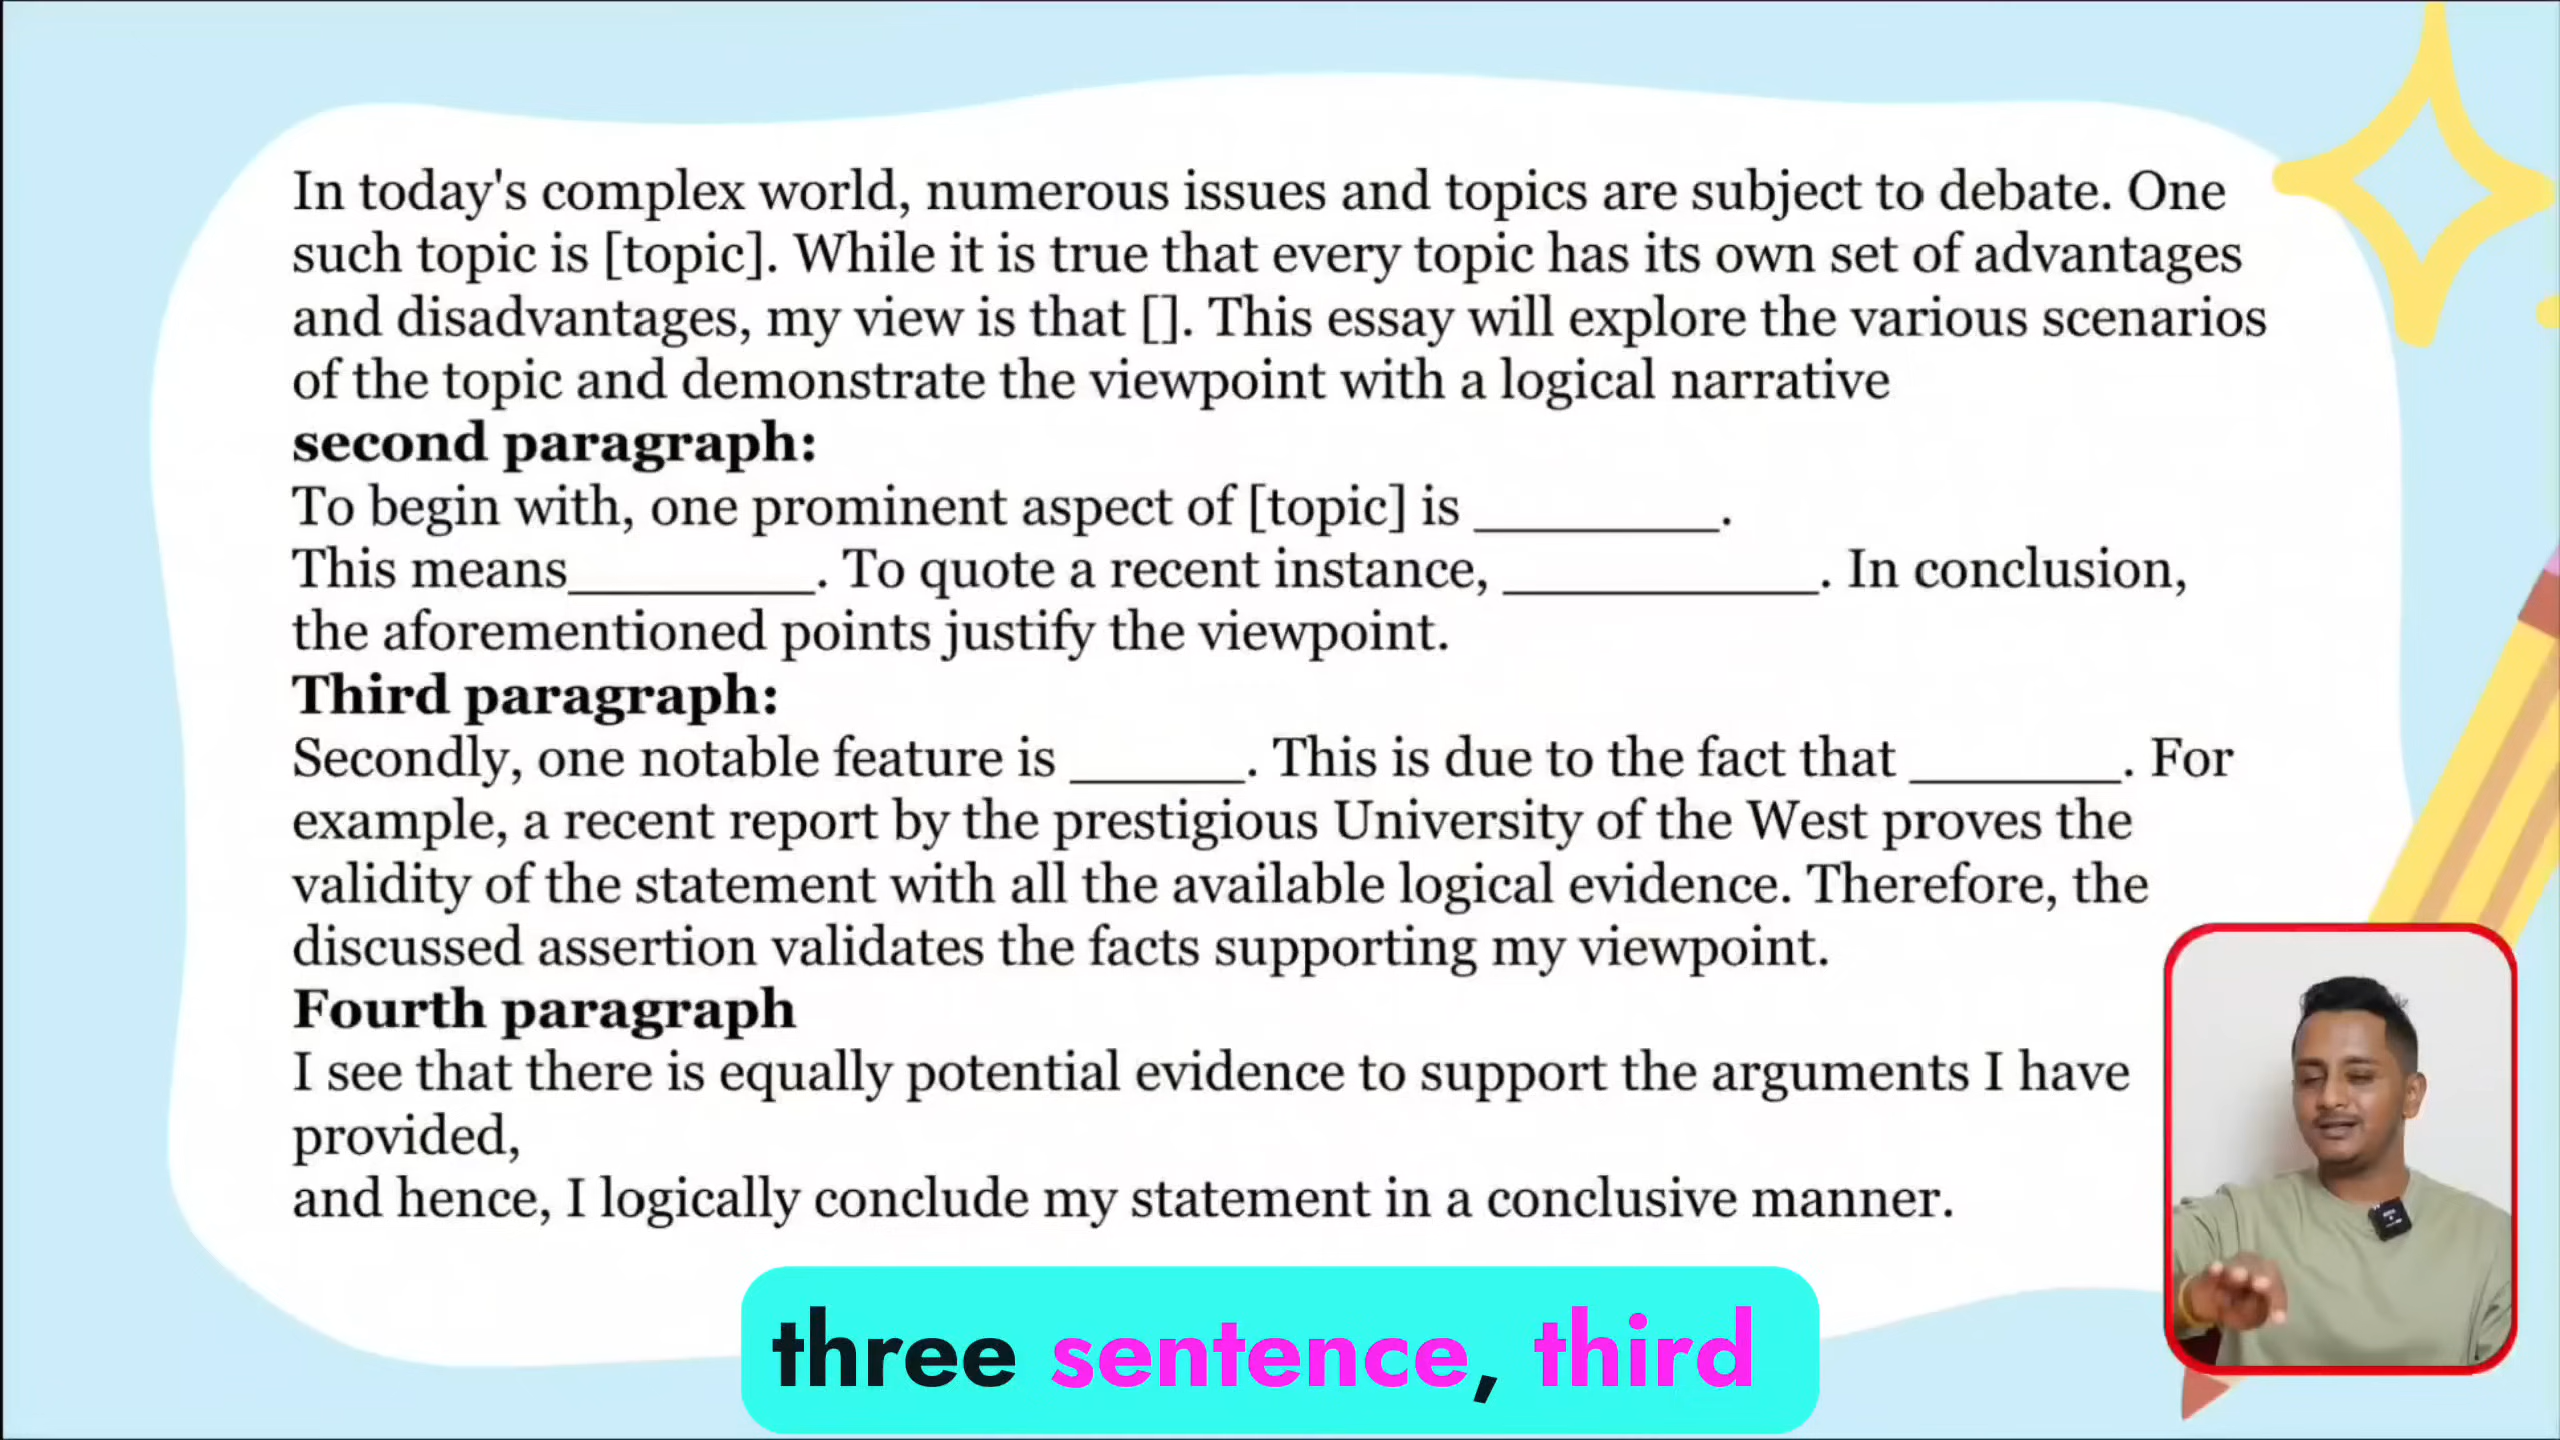 In today's complex world, numerous issues and topics are subject to debate. One
such topic is [topic]. While it is true that every topic has its own set of advantages
and disadvantages, my view is that []. This essay will explore the various scenarios
of the topic and demonstrate the viewpoint with a logical narrative
second paragraph:
To begin with, one prominent aspect of [topic] is _______.
This means_______. To quote a recent instance, _________. In conclusion,
the aforementioned points justify the viewpoint.
Third paragraph:
Secondly, one notable feature is _____. This is due to the fact that ______. For
example, a recent report by the prestigious University of the West proves the
validity of the statement with all the available logical evidence. Therefore, the
discussed assertion validates the facts supporting my viewpoint.
Fourth paragraph
I see that there is equally potential evidence to support the arguments I have
provided,
and hence, I logically conclude my statement in a conclusive manner.
three sentence, third